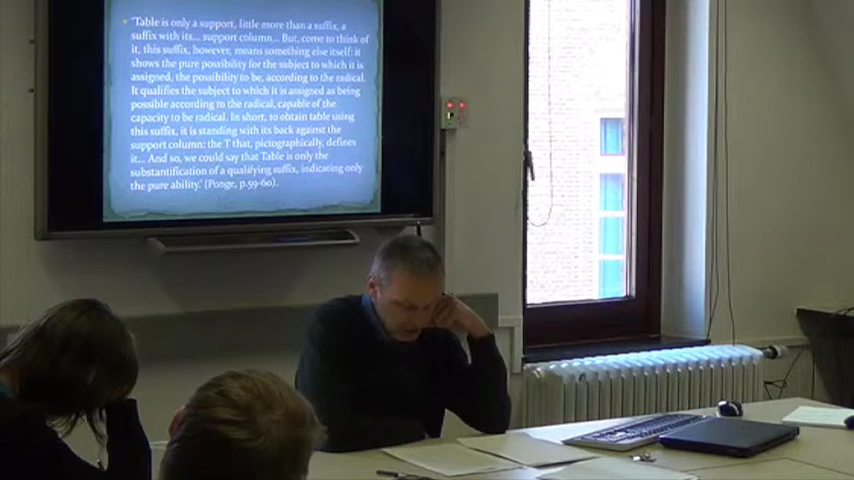 • 'Table is only a support, little more than a suffix, a
suffix with its... support column,.. But, come to think of
it, this suffix, however, means something else itself: it
shows the pure possibility for the subject to which it is
assigned, the possibility to be, according to the radical.
It qualifies the subject to which it is assigned as being
possible according to the radical, capable of the
capacity to be radical. In short, to obtain table using
this suffix, it is standing with its back against the
support column: the T that, pictographically, defines
it... And so, we could say that Table is only the
substantification of a qualifying suffix, indicating only
the pure ability.' (Ponge, p.59-60).